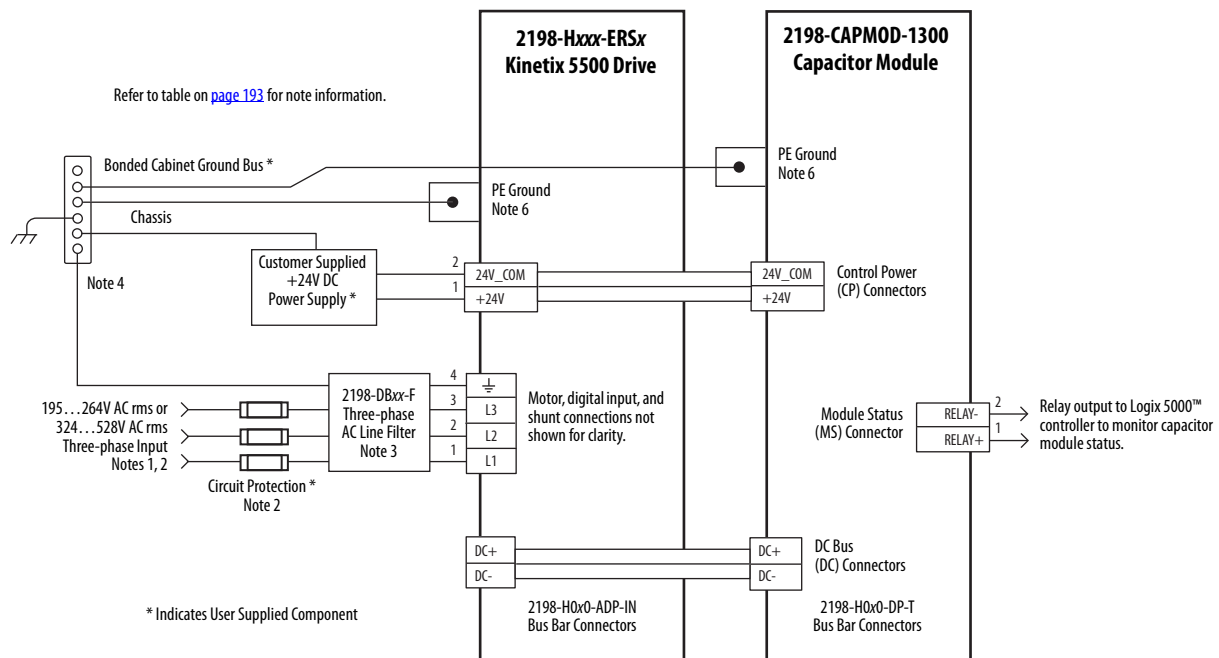 2198-Hxxx-ERSx
Kinetix 5500 Drive
2198-CAPMOD-1300
Capacitor Module
Refer to table on page 193 for note information.
Bonded Cabinet Ground Bus *
PE Ground
Note 6
PE Ground
Note 6
Chassis
Note 4
Customer Supplied
+24V DC
Power Supply *
2
1
24V_COM
+24V
24V_COM
+24V
Control Power
(CP) Connectors
195…264V AC rms or
324…528V AC rms
Three-phase Input
Notes 1, 2
Circuit Protection *
Note 2
2198-DBxx-F
Three-phase
AC Line Filter
Note 3
4
3
2
1
L3
L2
L1
Motor, digital input, and
shunt connections not
shown for clarity.
Module Status
(MS) Connector
RELAY-
RELAY+
2
1
Relay output to Logix 5000™
controller to monitor capacitor
module status.
DC+
DC-
DC+
DC-
DC Bus
(DC) Connectors
* Indicates User Supplied Component
2198-H0x0-ADP-IN
Bus Bar Connectors
2198-H0x0-DP-T
Bus Bar Connectors